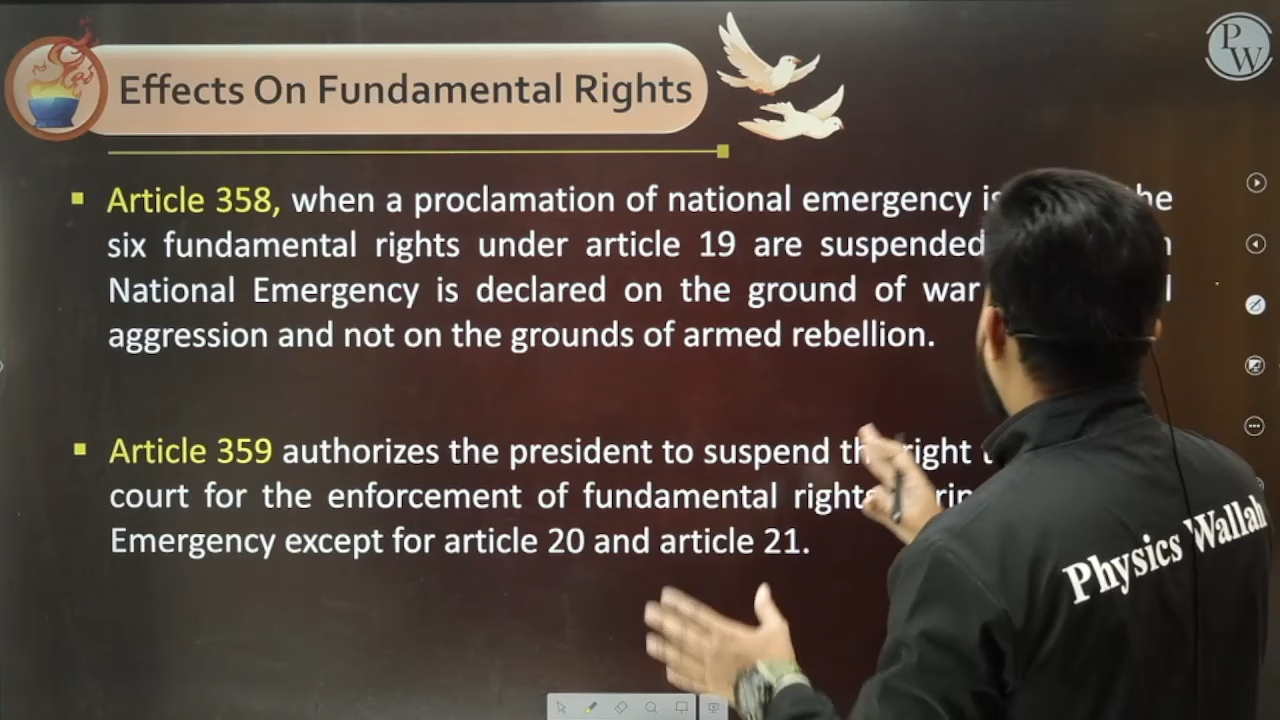 Effects On Fundamental Rights
PW
Article 358, when a proclamation of national emergency
six fundamental rights under article 19 are suspended
National Emergency is declared on the ground of war
aggression and not on the grounds of armed rebellion.
Article 359 authorizes the president to suspend right
court for the enforcement of fundamental rights
Emergency except for article 20 and article 21.
Physics Wallah